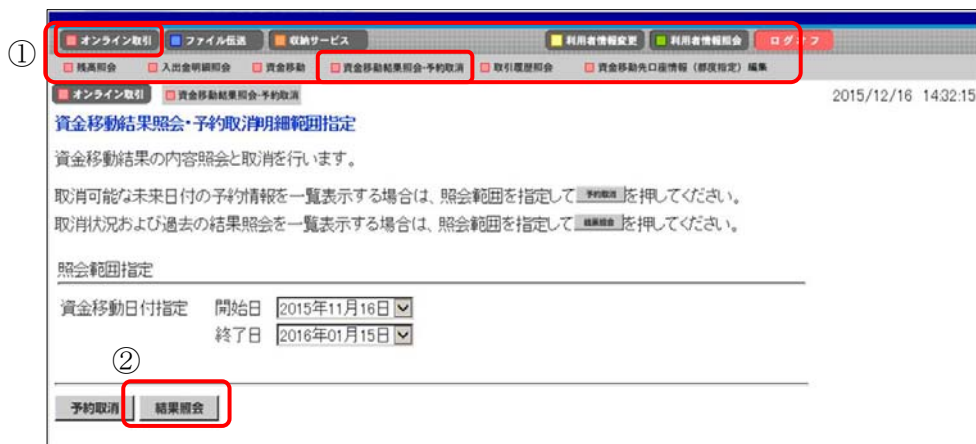 ①
オンライン取引 ファイル伝送 収納サービス 利用者情報変更 利用者情報照会 ログオフ
残高照会 入出金明細照会 資金移動 資金移動結果照会・予約取消 取引履歴照会 資金移動先口座情報（都度指定）編集
オンライン取引 資金移動結果照会・予約取消 2015/12/16 14:32:15
資金移動結果照会・予約取消明細範囲指定
資金移動結果の内容照会と取消を行います。
取消可能な未来日付の予約情報を一覧表示する場合は、照会範囲を指定して 予約取消 を押してください。
取消状況および過去の結果照会を一覧表示する場合は、照会範囲を指定して 結果照会 を押してください。
照会範囲指定
資金移動日付指定 開始日 2015年11月16日
終了日 2016年01月15日
②
予約取消 結果照会